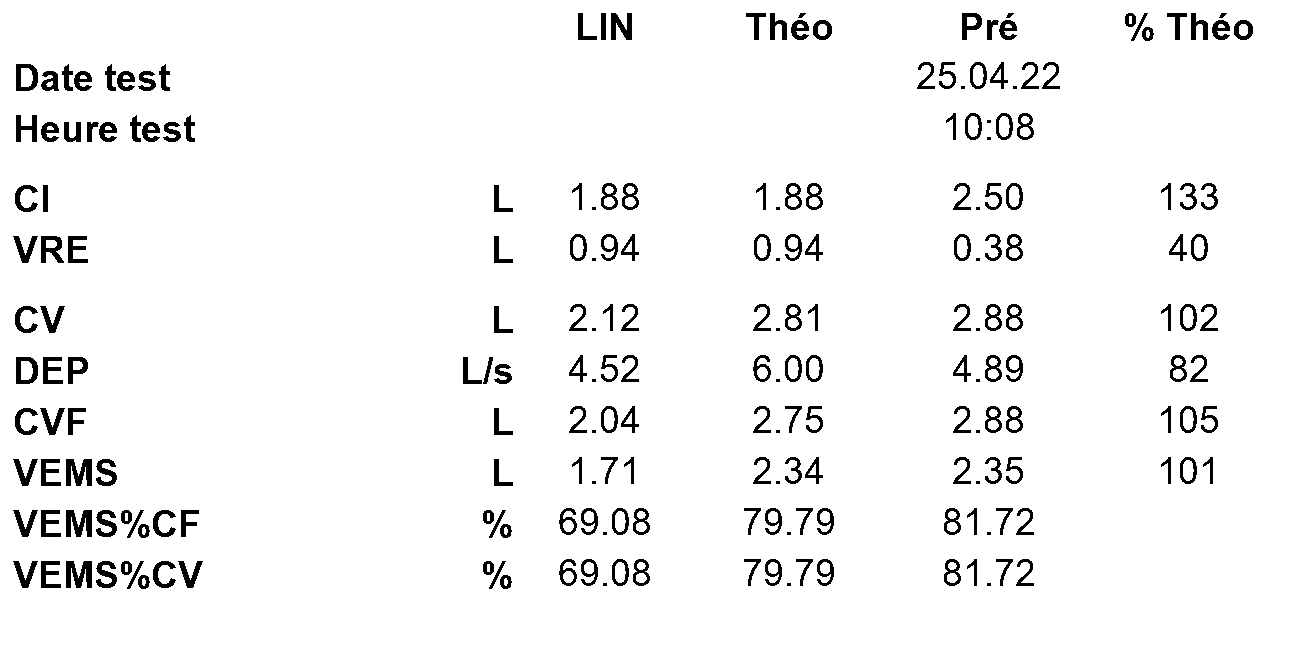 LIN Théo Pré % Théo
Date test 25.04.22
Heure test 10:08
CI L 1.88 1.88 2.50 133
VRE L 0.94 0.94 0.38 40
CV L 2.12 2.81 2.88 102
DEP L/s 4.52 6.00 4.89 82
CVF L 2.04 2.75 2.88 105
VEMS L 1.71 2.34 2.35 101
VEMS%CF % 69.08 79.79 81.72
VEMS%CV % 69.08 79.79 81.72